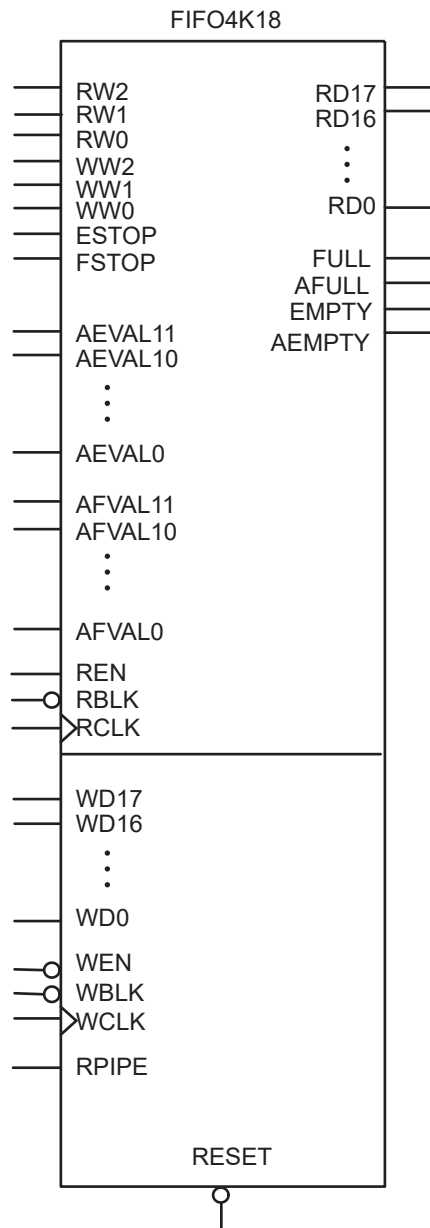 FIFO4K18
RW2
RW1
RW0
WW2
WW1
WW0
ESTOP
FSTOP
AEVAL11
AEVAL10
AEVAL0
AFVAL11
AFVAL10
AFVAL0
REN
RBLK
RCLK
RD17
RD16
RD0
FULL
AFULL
EMPTY
AEMPTY
WD17
WD16
WD0
WEN
WBLK
WCLK
RPIPE
RESET